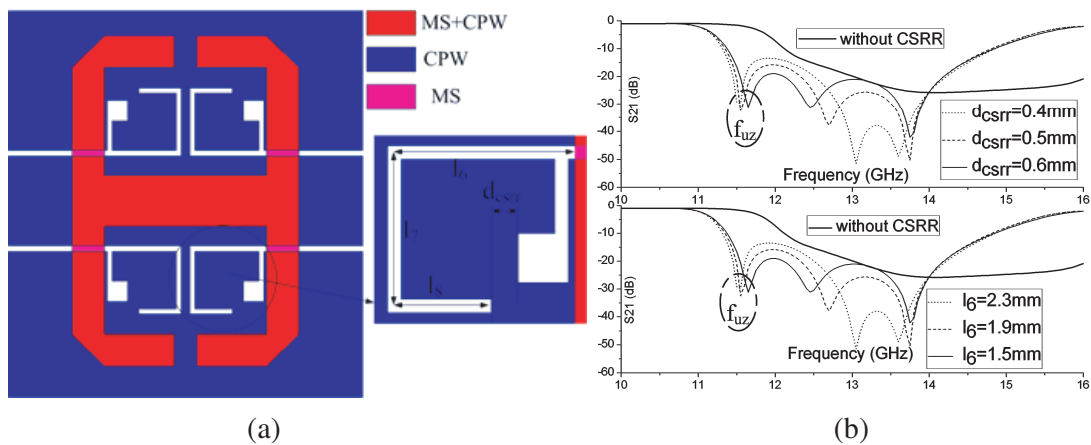 MS+CPW
CPW
MS
l6
dcsrr
l7
l8
(a)
0
-10
-20
-30
-40
-50
-60
S21 (dB)
without CSRR
fuz
dcsrr=0.4mm
dcsrr=0.5mm
dcsrr=0.6mm
Frequency (GHz)
10 11 12 13 14 15 16
0
-10
-20
-30
-40
-50
-60
S21 (dB)
without CSRR
fuz
l6=2.3mm
l6=1.9mm
l6=1.5mm
Frequency (GHz)
10 11 12 13 14 15 16
(b)